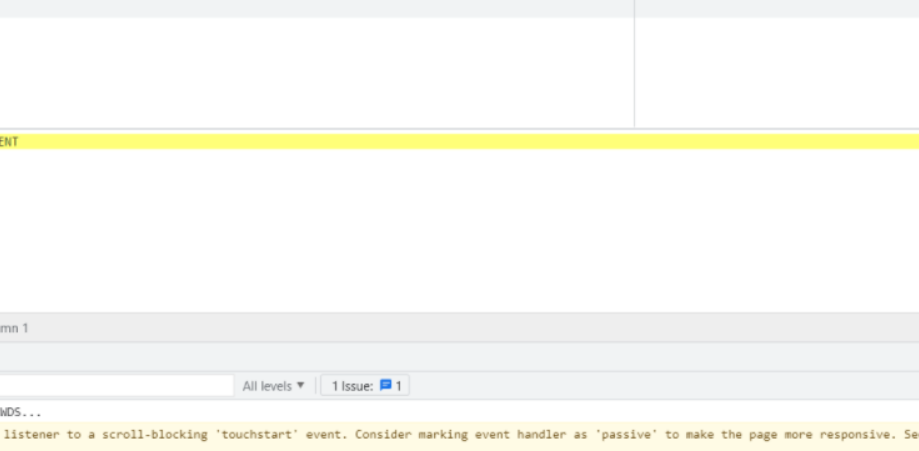 ENT
mn 1
All levels ▼ 1 Issue: 1
WDS...
listener to a scroll-blocking 'touchstart' event. Consider marking event handler as 'passive' to make the page more responsive. Se